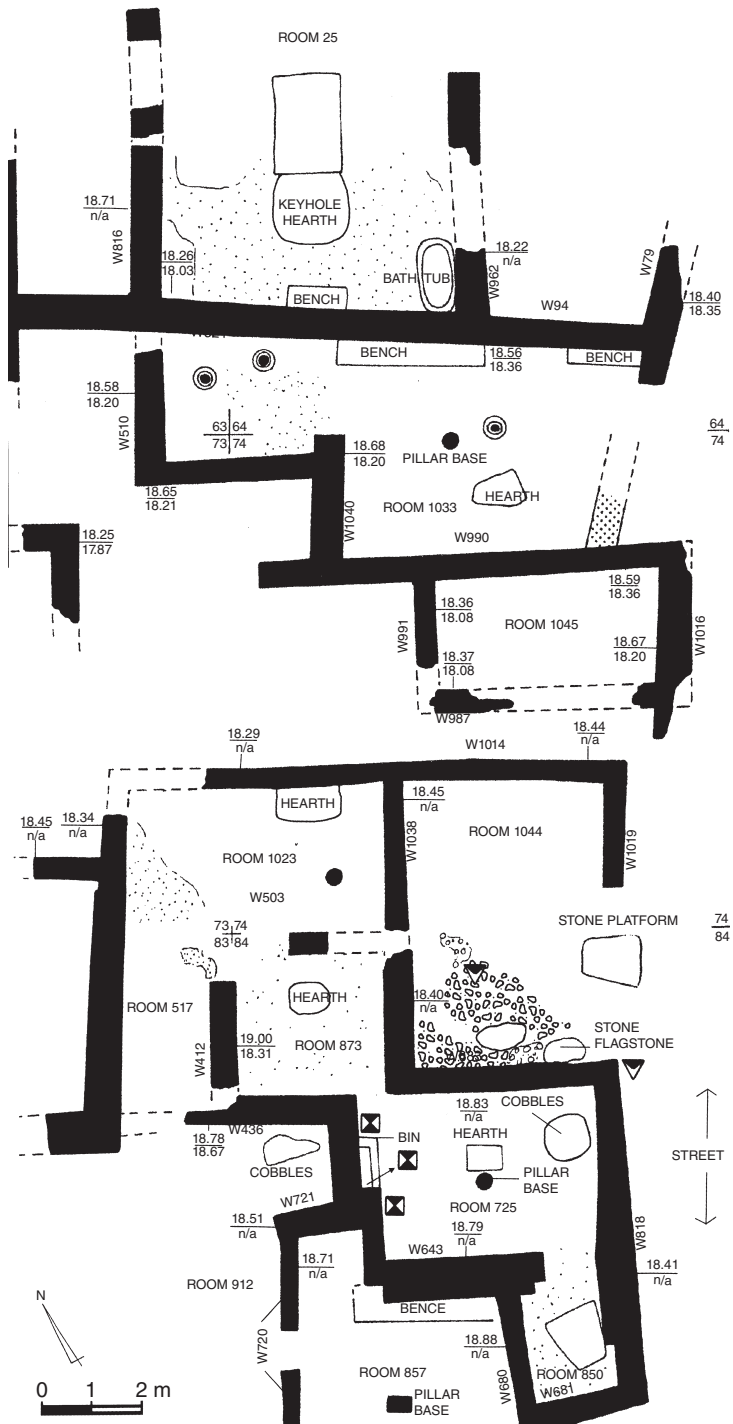 ROOM 25
18.71
n/a
W816
KEYHOLE
HEARTH
18.26
18.03
18.22
n/a
BATH TUB
W962
W79
BENCH
W94
18.40
18.35
BENCH
18.56
18.36
BENCH
18.58
18.20
W510
63 64
73 74
64
74
18.68
18.20
PILLAR BASE
18.65
18.21
HEARTH
ROOM 1033
W1040
W990
18.25
17.87
18.59
18.36
18.36
18.08
W991
ROOM 1045
18.67
18.20
W1016
18.37
18.08
W987
18.29
n/a
W1014
18.44
n/a
HEARTH
18.45
n/a
18.45
n/a
18.34
n/a
ROOM 1044
W1038
W1019
ROOM 1023
W503
STONE PLATFORM
74
84
73 74
83 84
HEARTH
18.40
n/a
ROOM 517
STONE
FLAGSTONE
19.00
18.31
ROOM 873
W412
18.83
n/a
COBBLES
W436
18.78
18.67
BIN
HEARTH
STREET
COBBLES
PILLAR
BASE
W721
ROOM 725
18.51
n/a
18.79
n/a
W818
W643
18.71
n/a
18.41
n/a
ROOM 912
N
BENCE
18.88
n/a
W720
ROOM 857
W680
ROOM 850
W681
0 1 2 m
PILLAR
BASE